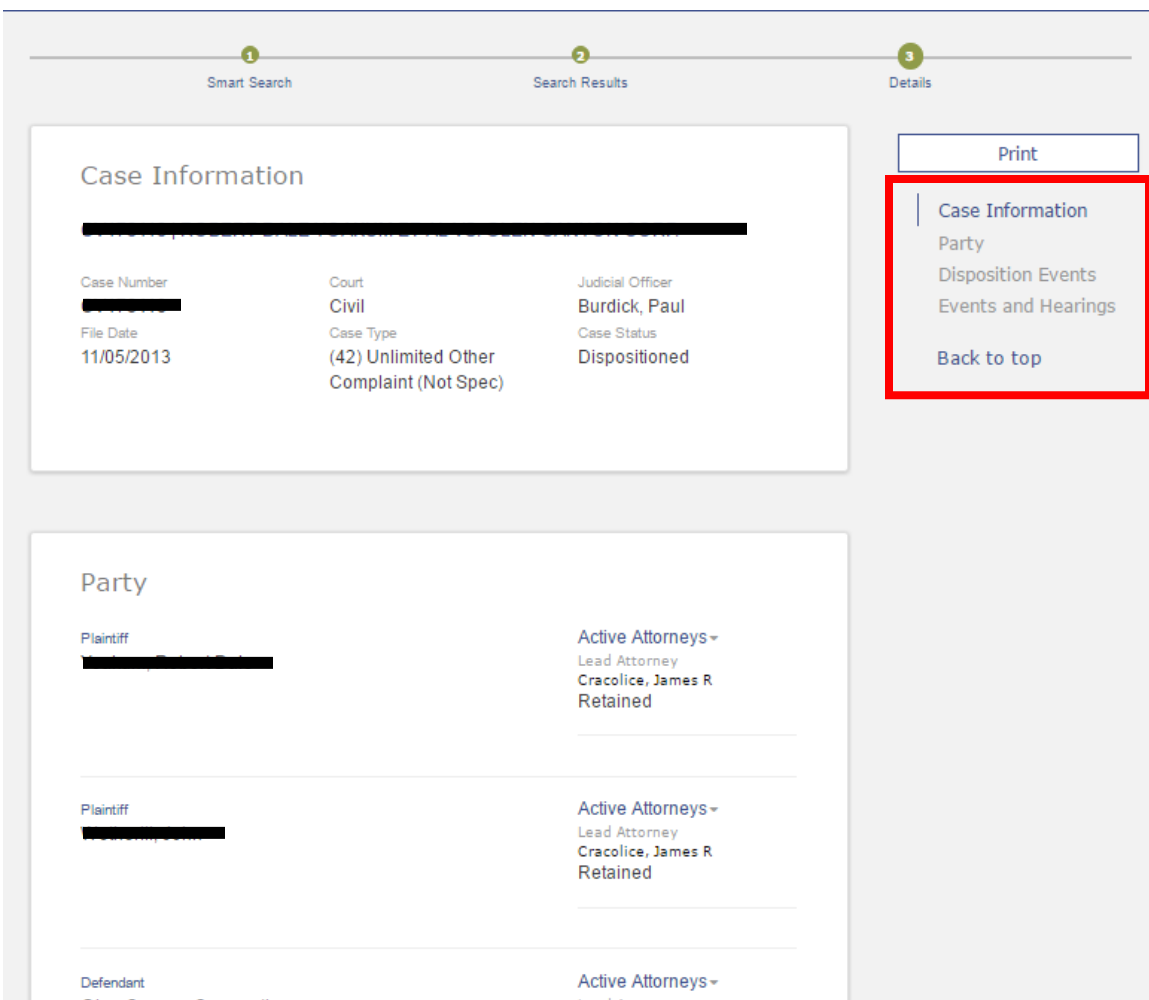 1
2
3
Smart Search
Search Results
Details
Print
Case Information
Party
Disposition Events
Events and Hearings
Back to top
Case Information
Case Number
Court
Civil
Judicial Officer
Burdick, Paul
File Date
11/05/2013
Case Type
(42) Unlimited Other
Complaint (Not Spec)
Case Status
Dispositioned
Party
Plaintiff
Active Attorneys
Lead Attorney
Cracolice, James R
Retained
Plaintiff
Active Attorneys
Lead Attorney
Cracolice, James R
Retained
Defendant
Active Attorneys